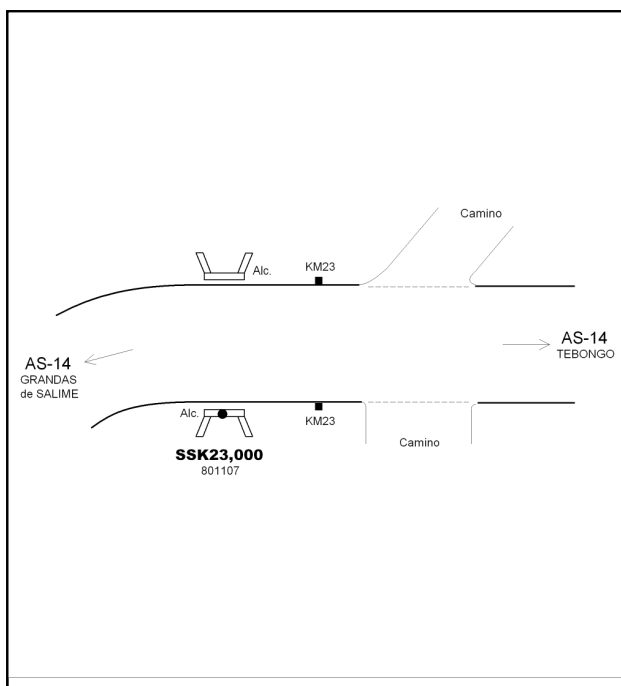 Camino
Alc.
KM23
AS-14
GRANDAS
de SALIME
AS-14
TEBONGO
Alc.
KM23
SSK23,000
801107
Camino